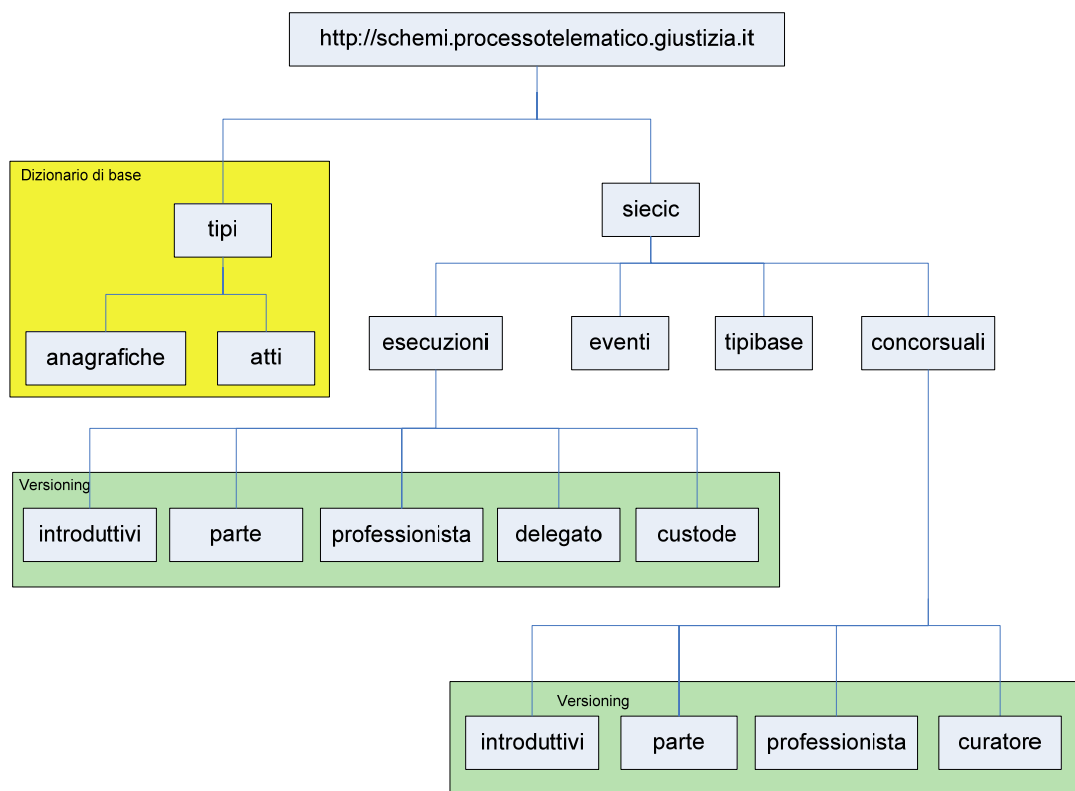 http://schemi.processotelematico.giustizia.it
Dizionario di base
tipi
siecic
anagrafiche
atti
esecuzioni
eventi
tipibase
concorsuali
Versioning
introduttivi
parte
professionista
delegato
custode
Versioning
introduttivi
parte
professionista
curatore